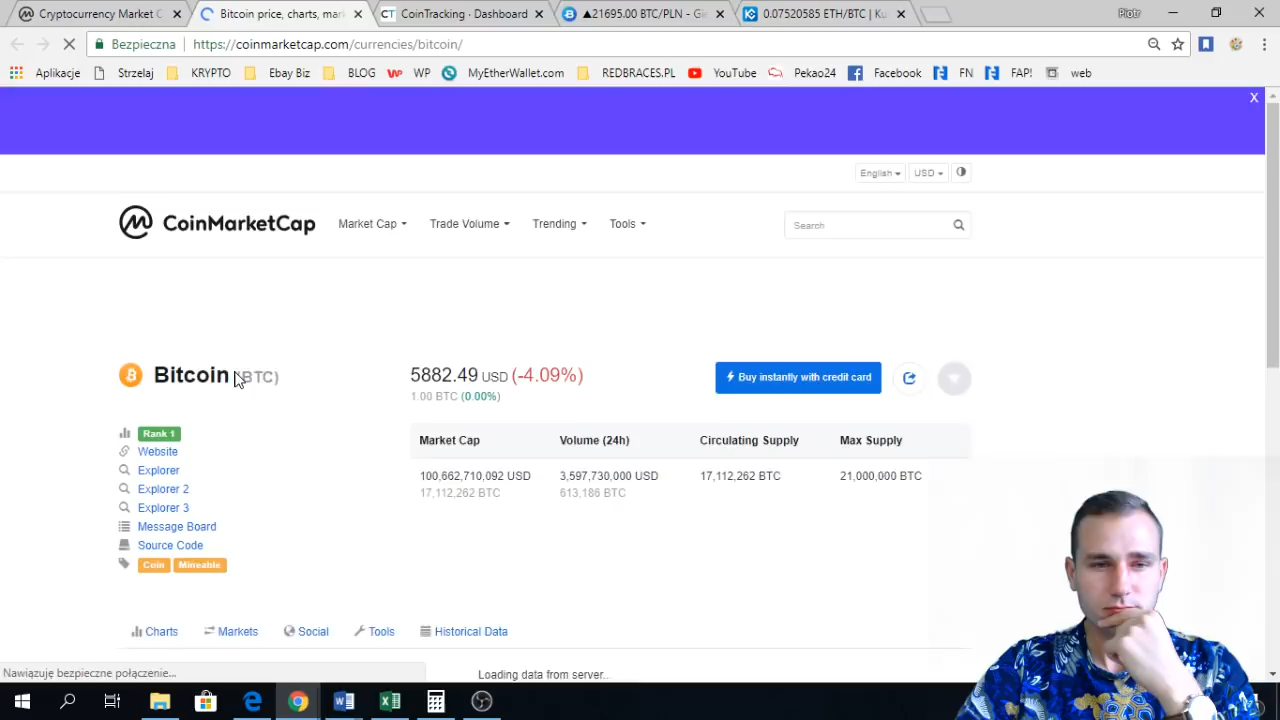 Cryptocurrency Market C
Bitcoin price, charts, mar
CoinTracking · Dashboard
▲21695.00 BTC/PLN - Gi
0.07520585 ETH/BTC | Ku
Piotr
Bezpieczna
https://coinmarketcap.com/currencies/bitcoin/
Aplikacje Strzelaj KRYPTO Ebay Biz BLOG WP MyEtherWallet.com REDBRACES.PL YouTube Pekao24 Facebook FN FAP! web
X
English USD
CoinMarketCap Market Cap Trade Volume Trending Tools Search
Bitcoin (BTC)
5882.49 USD (-4.09%)
1.00 BTC (0.00%)
Buy instantly with credit card
Rank 1
Website
Explorer
Explorer 2
Explorer 3
Message Board
Source Code
Coin Mineable
Market Cap Volume (24h) Circulating Supply Max Supply
100,662,710,092 USD 3,597,730,000 USD 17,112,262 BTC 21,000,000 BTC
17,112,262 BTC 613,186 BTC
Charts Markets Social Tools Historical Data
Loading data from server...
Nawiązuję bezpieczne połączenie...